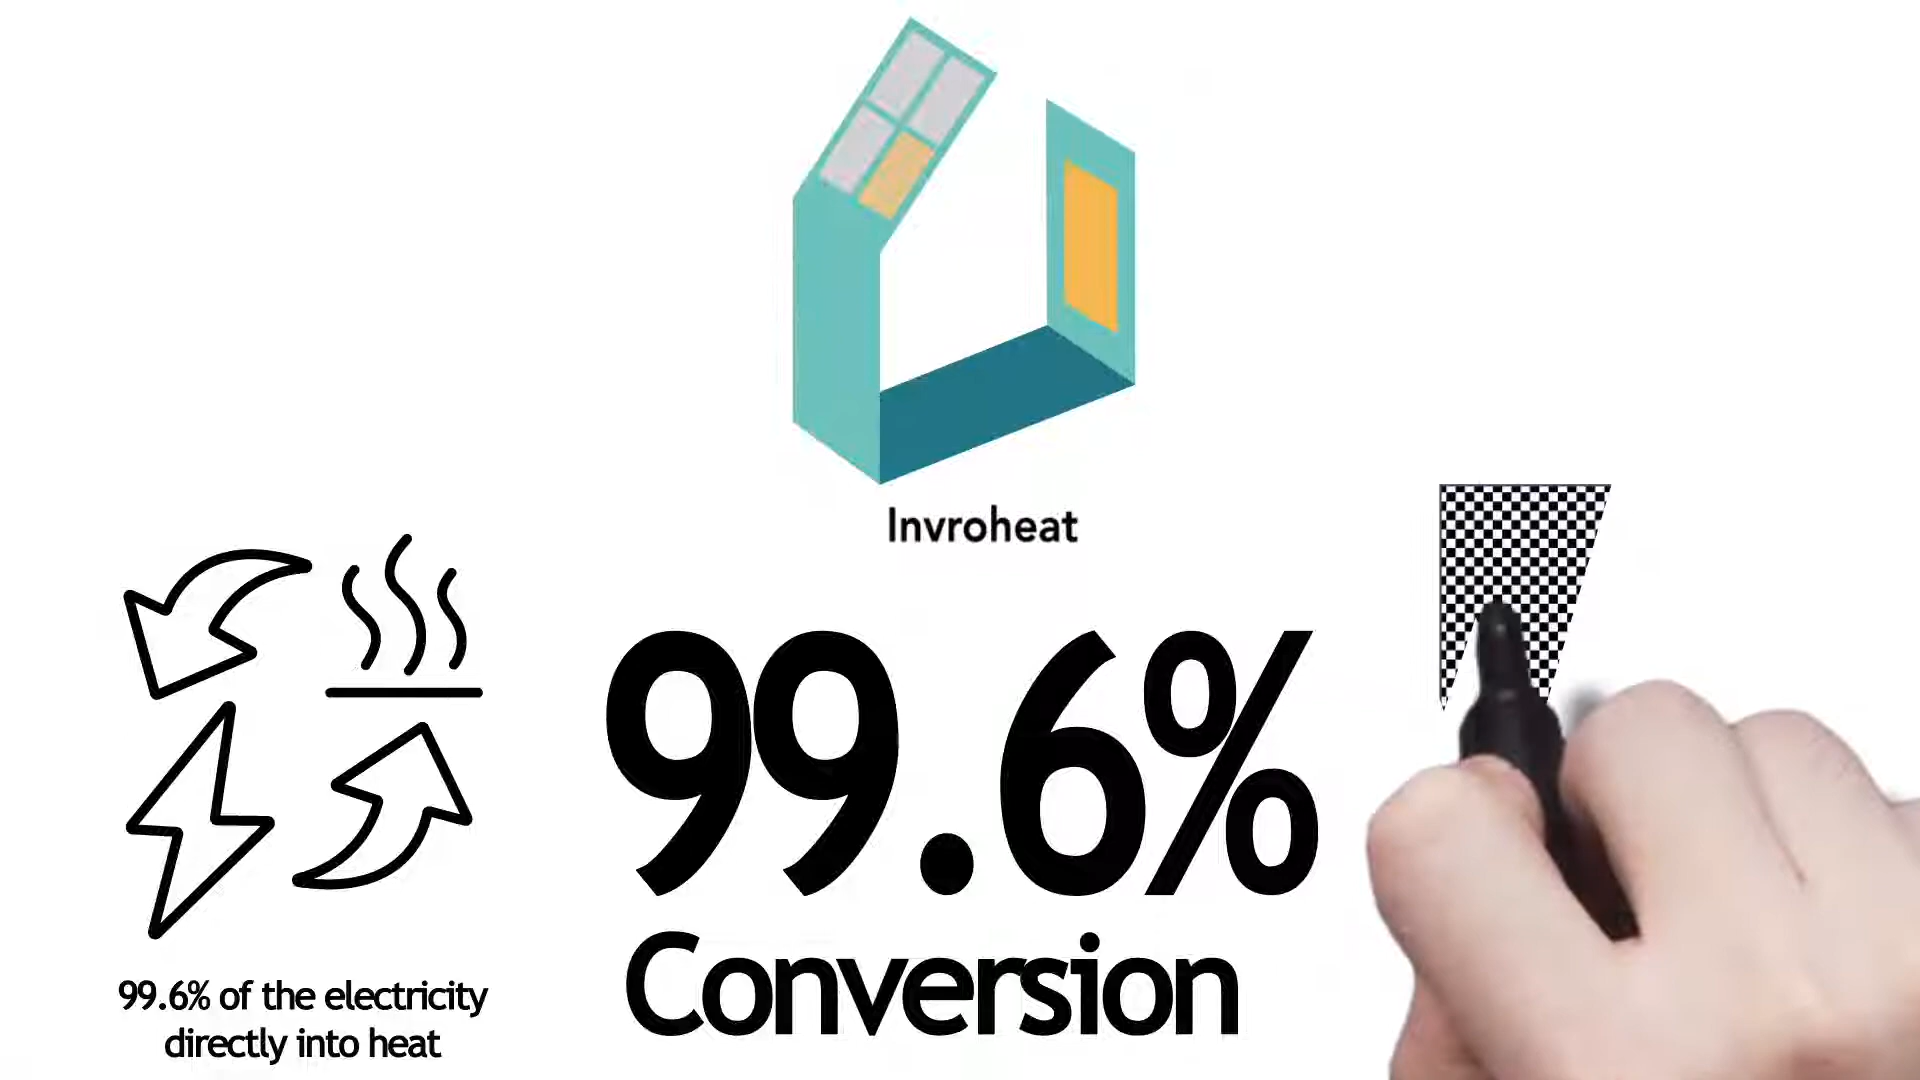 Invroheat
99.6%
Conversion
99.6% of the electricity
directly into heat